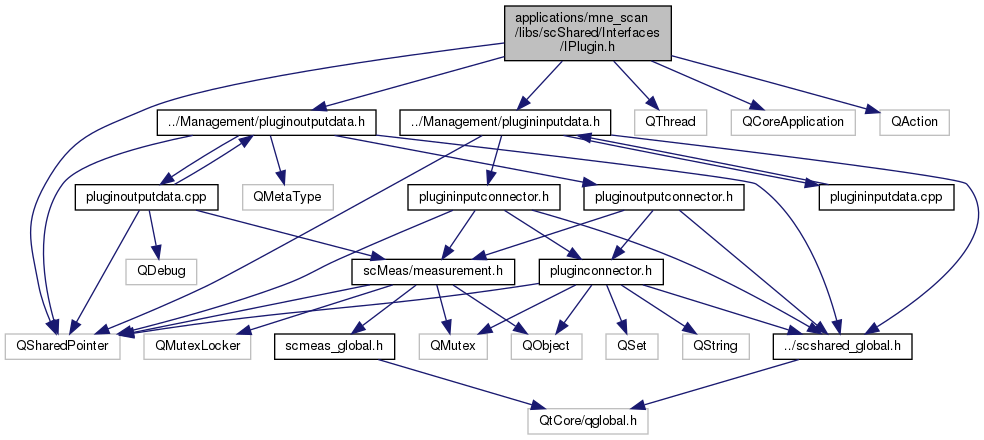 applications/mne_scan
/libs/scShared/Interfaces
/IPlugin.h
../Management/pluginoutputdata.h
../Management/plugininputdata.h
QThread
QCoreApplication
QAction
pluginoutputdata.cpp
QMetaType
plugininputconnector.h
pluginoutputconnector.h
plugininputdata.cpp
QDebug
scMeas/measurement.h
pluginconnector.h
QSharedPointer
QMutexLocker
scmeas_global.h
QMutex
QObject
QSet
QString
../scshared_global.h
QtCore/qglobal.h